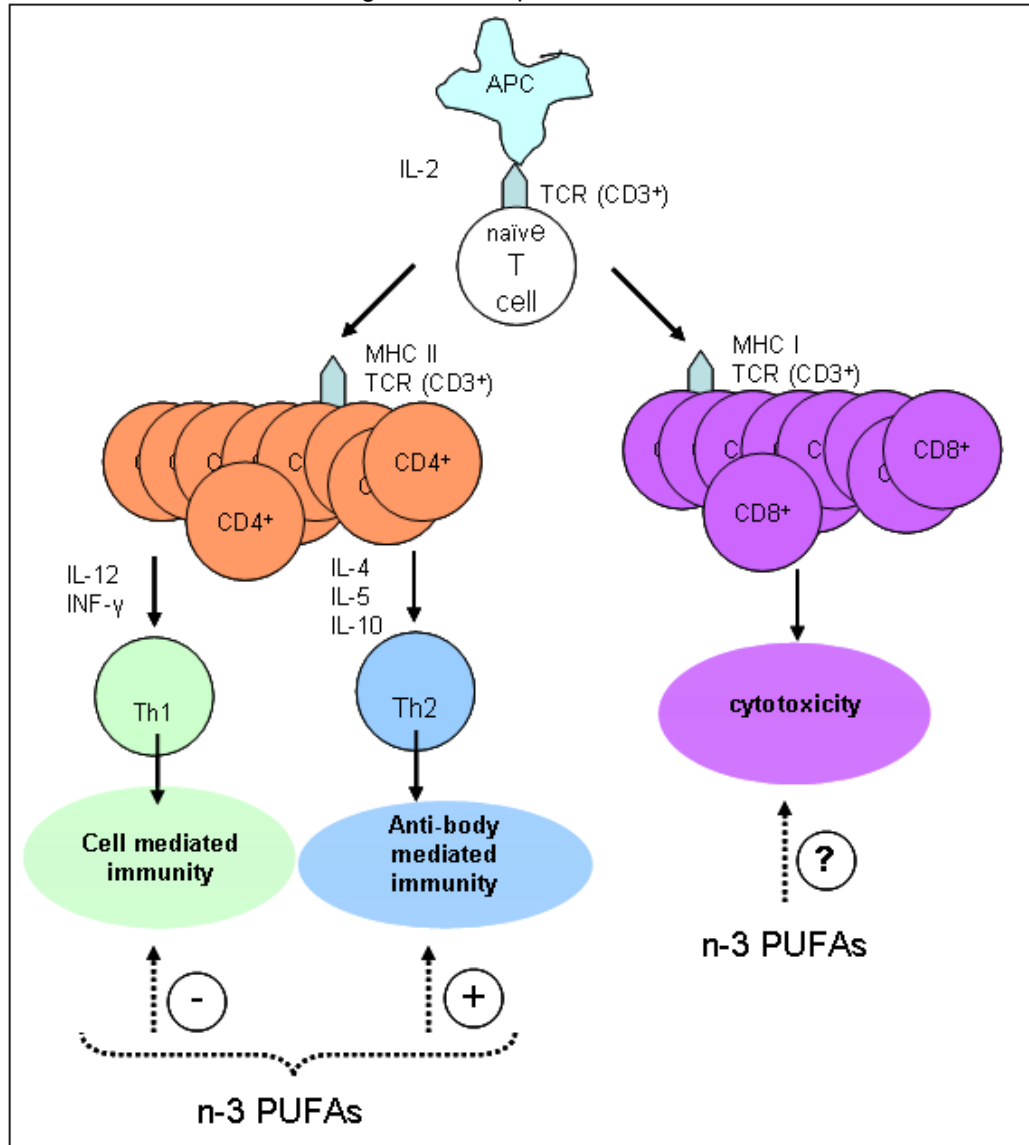 APC
IL-2
TCR (CD3+)
naïve
T
cell
MHC II
TCR (CD3+)
MHC I
TCR (CD3+)
CD4+
CD4+
CD8+
CD8+
IL-12
INF-γ
IL-4
IL-5
IL-10
Th1
Th2
cytotoxicity
Cell mediated
immunity
Anti-body
mediated
immunity
?
n-3 PUFAs
-
+
n-3 PUFAs